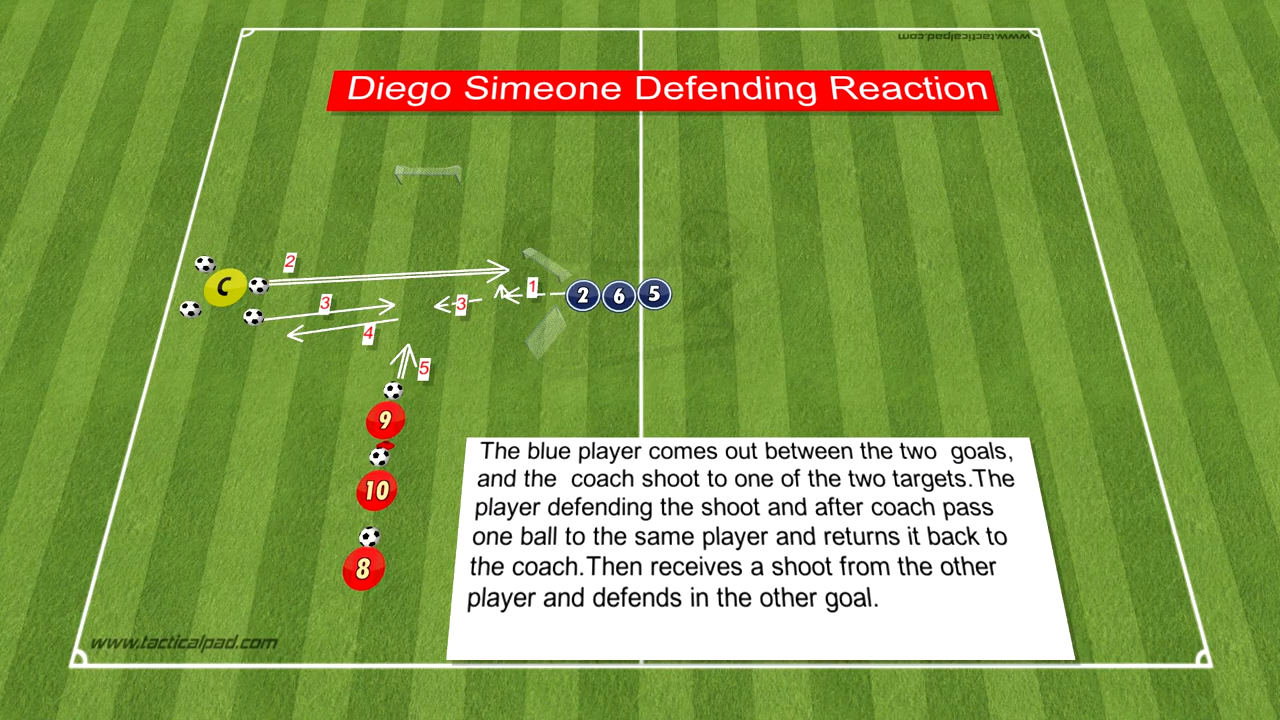 www.tacticalpad.com
Diego Simeone Defending Reaction
C
2
3
4
3
1
2 6 5
5
9
10
8
The blue player comes out between the two goals,
and the coach shoot to one of the two targets.The
player defending the shoot and after coach pass
one ball to the same player and returns it back to
the coach.Then receives a shoot from the other
player and defends in the other goal.
www.tacticalpad.com